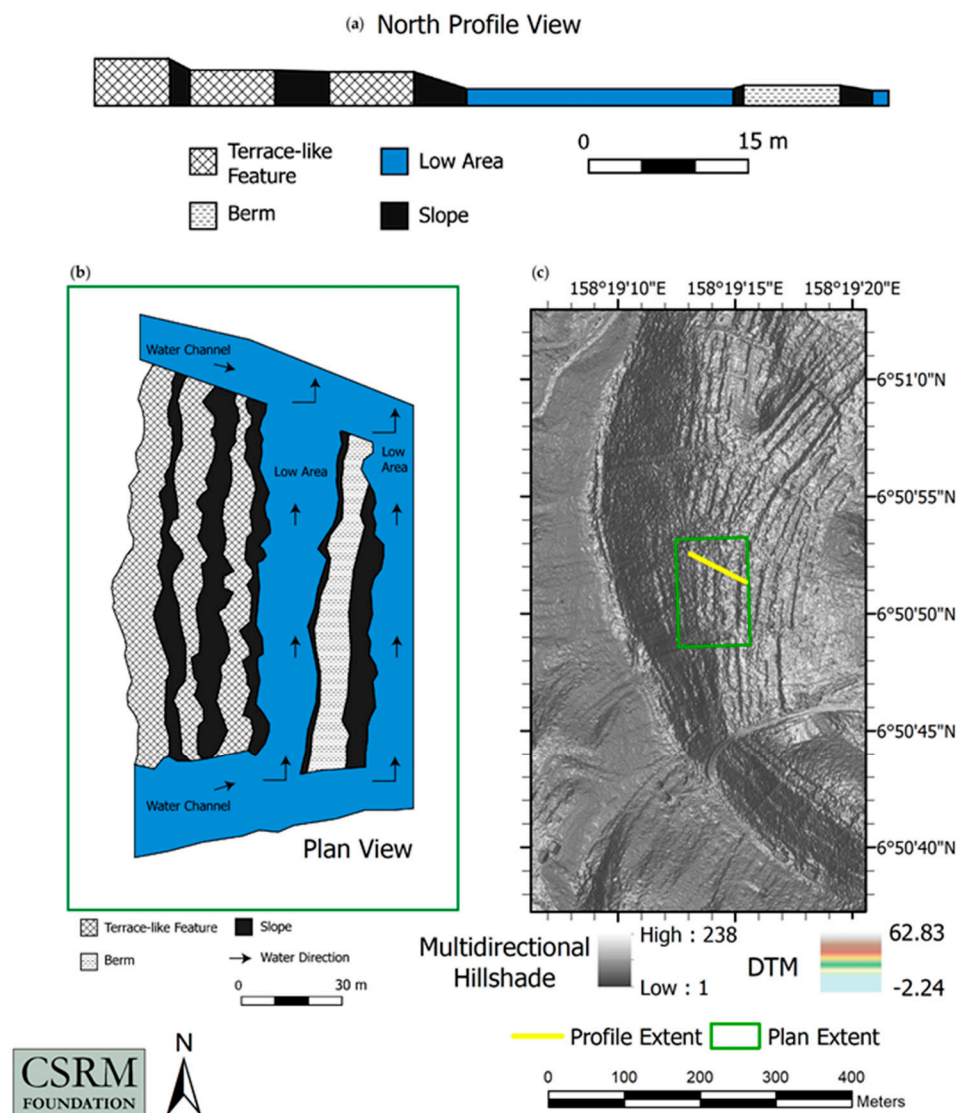 (a) North Profile View
Terrace-like
Feature
Low Area
Berm
Slope
0 15 m
(b)
Water Channel
Low Area
Low
Area
Water Channel
Plan View
Terrace-like Feature
Slope
Berm
Water Direction
0 30 m
(c)
158°19'10"E 158°19'15"E 158°19'20"E
6°51'0"N
6°50'55"N
6°50'50"N
6°50'45"N
6°50'40"N
Multidirectional
Hillshade
High : 238
Low : 1
DTM
62.83
-2.24
Profile Extent
Plan Extent
CSRM
FOUNDATION
N
0 100 200 300 400
Meters